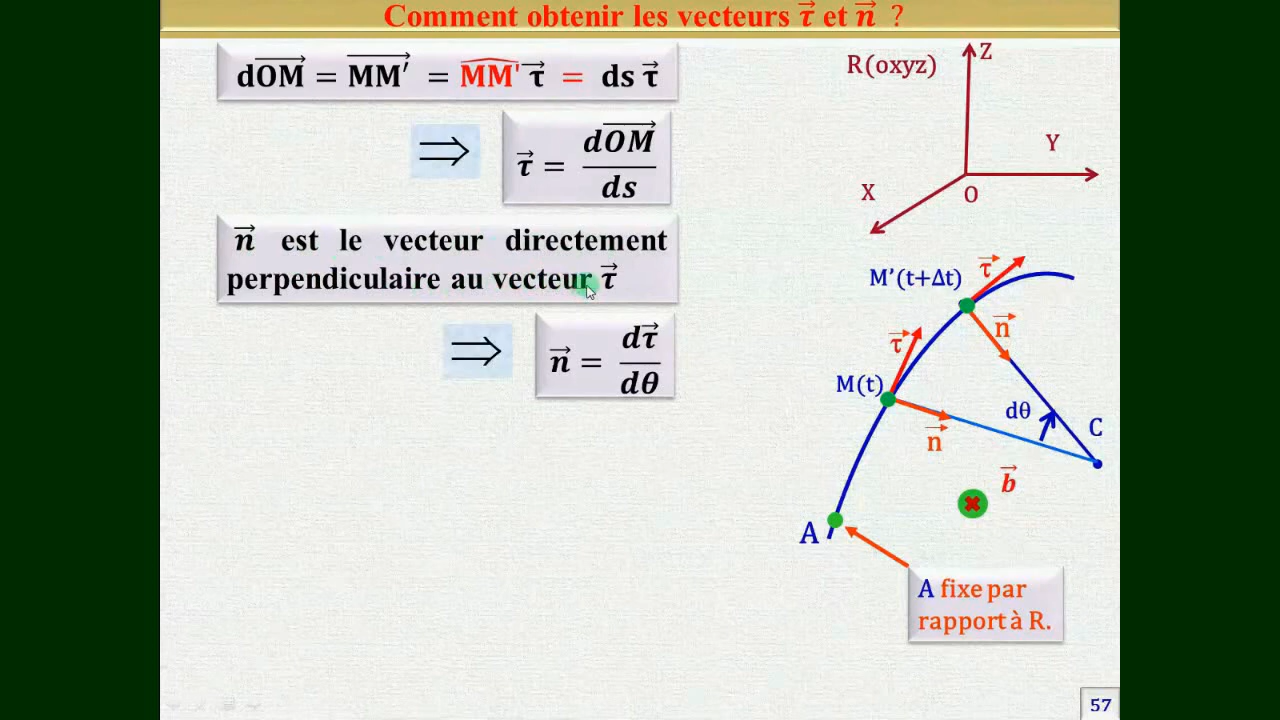 Comment obtenir les vecteurs τ⃗ et n⃗ ?
dOM⃗ = MM'⃗ = MM' τ⃗ = ds τ⃗
⟹ τ⃗ = dOM⃗ / ds
n⃗ est le vecteur directement
perpendiculaire au vecteur τ⃗
⟹ n⃗ = dτ⃗ / dθ
R(oxyz)
Z
Y
X
O
M'(t+Δt)
τ⃗
n⃗
τ⃗
M(t)
n⃗
dθ
C
b⃗
A
A fixe par
rapport à R.
57